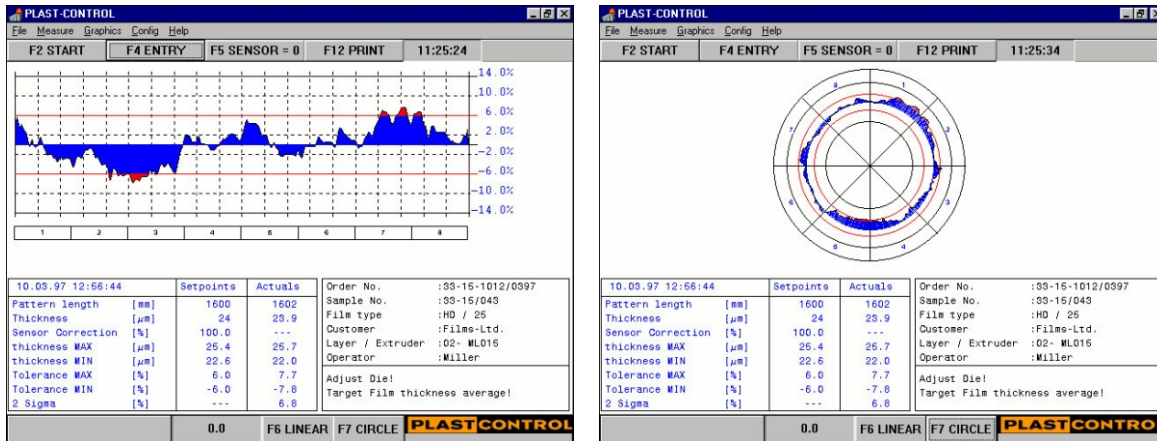 PLAST-CONTROL
File Measure Graphics Config Help
F2 START F4 ENTRY F5 SENSOR = 0 F12 PRINT 11:25:24
14.0%
10.0%
6.0%
2.0%
-2.0%
-6.0%
-10.0%
-14.0%
1 2 3 4 5 6 7 8
10.03.97 12:56:44 Setpoints Actuals
Pattern length [mm] 1600 1602
Thickness [µm] 24 23.9
Sensor Correction [%] 100.0 ---
thickness MAX [µm] 25.4 25.7
thickness MIN [µm] 22.6 22.0
Tolerance MAX [%] 6.0 7.7
Tolerance MIN [%] -6.0 -7.8
2 Sigma [%] --- 6.8
Order No. :33-15-1012/0397
Sample No. :33-15/043
Film type :HD / 25
Customer :Films-Ltd.
Layer / Extruder :02- ML015
Operator :Miller
Adjust Die!
Target Film thickness average!
0.0 F6 LINEAR F7 CIRCLE PLASTCONTROL
PLAST-CONTROL
File Measure Graphics Config Help
F2 START F4 ENTRY F5 SENSOR = 0 F12 PRINT 11:25:34
8 1
7 2
6 3
5 4
10.03.97 12:56:44 Setpoints Actuals
Pattern length [mm] 1600 1602
Thickness [µm] 24 23.9
Sensor Correction [%] 100.0 ---
thickness MAX [µm] 25.4 25.7
thickness MIN [µm] 22.6 22.0
Tolerance MAX [%] 6.0 7.7
Tolerance MIN [%] -6.0 -7.8
2 Sigma [%] --- 6.8
Order No. :33-15-1012/0397
Sample No. :33-15/043
Film type :HD / 25
Customer :Films-Ltd.
Layer / Extruder :02- ML015
Operator :Miller
Adjust Die!
Target Film thickness average!
0.0 F6 LINEAR F7 CIRCLE PLASTCONTRO